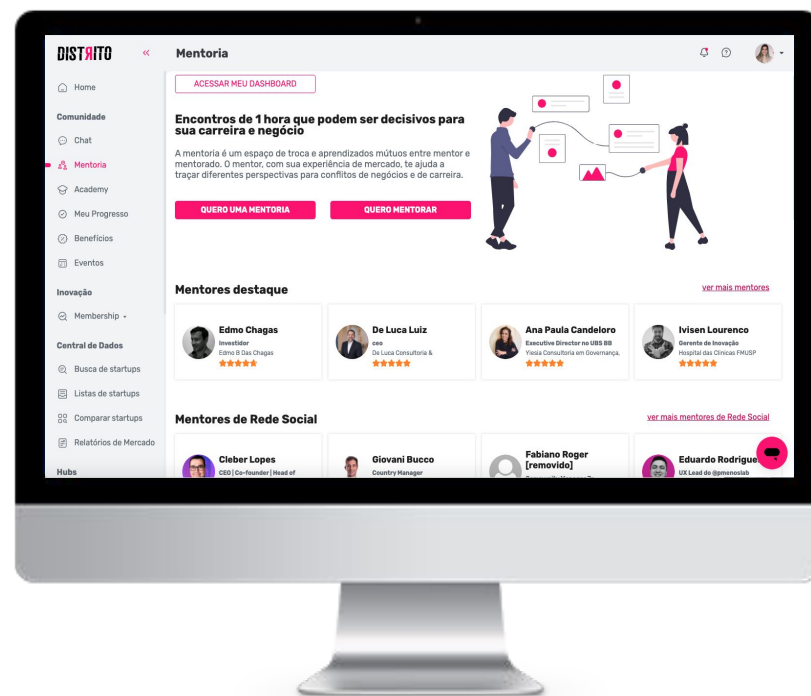 DISTRITO
«
Mentoria
Home
Comunidade
Chat
Mentoria
Academy
Meu Progresso
Benefícios
Eventos
Inovação
Membership
Central de Dados
Busca de startups
Listas de startups
Comparar startups
Relatórios de Mercado
Hubs
ACESSAR MEU DASHBOARD
Encontros de 1 hora que podem ser decisivos para
sua carreira e negócio
A mentoria é um espaço de troca e aprendizados mútuos entre mentor e
mentorado. O mentor, com sua experiência de mercado, te ajuda a
traçar diferentes perspectivas para conflitos de negócios e de carreira.
QUERO UMA MENTORIA
QUERO MENTORAR
Mentores destaque
ver mais mentores
Edmo Chagas
Investidor
Edmo B Das Chagas
De Luca Luiz
ceo
De Luca Consultoria &
Ana Paula Candeloro
Executive Director no UBS BB
Yiesia Consultoria em Governança,
Ivisen Lourenco
Gerente de Inovação
Hospital das Clínicas FMUSP
Mentores de Rede Social
ver mais mentores de Rede Social
Cleber Lopes
CEO | Co-founder | Head of
Giovani Bucco
Country Manager
Fabiano Roger
[removido]
Eduardo Rodrigue
UX Lead do @pmenoslab